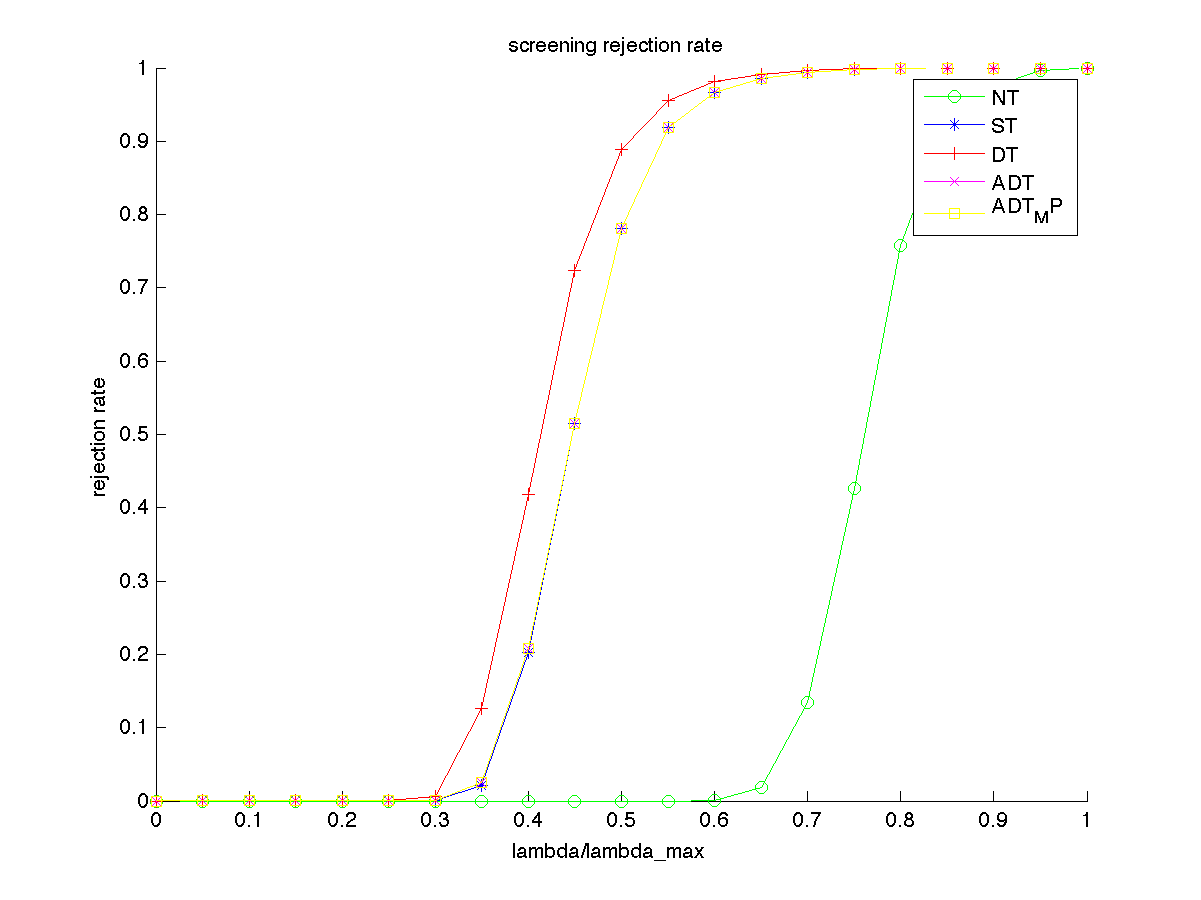 screening rejection rate
1
0.9
0.8
0.7
0.6
0.5
0.4
0.3
0.2
0.1
0
rejection rate
NT
ST
DT
ADT
ADT_MP
0 0.1 0.2 0.3 0.4 0.5 0.6 0.7 0.8 0.9 1
lambda/lambda_max